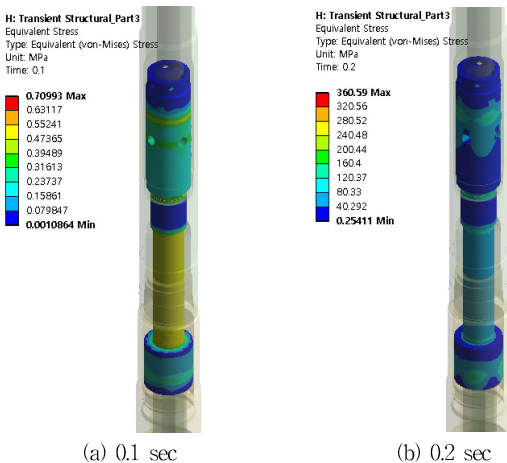 H: Transient Structural_Part3
Equivalent Stress
Type: Equivalent (von-Mises) Stress
Unit: MPa
Time: 0.1
0.70993 Max
0.63117
0.55241
0.47365
0.39489
0.31613
0.23737
0.15861
0.079847
0.0010864 Min
(a) 0.1 sec
H: Transient Structural_Part3
Equivalent Stress
Type: Equivalent (von-Mises) Stress
Unit: MPa
Time: 0.2
360.59 Max
320.56
280.52
240.48
200.44
160.4
120.37
80.33
40.292
0.25411 Min
(b) 0.2 sec